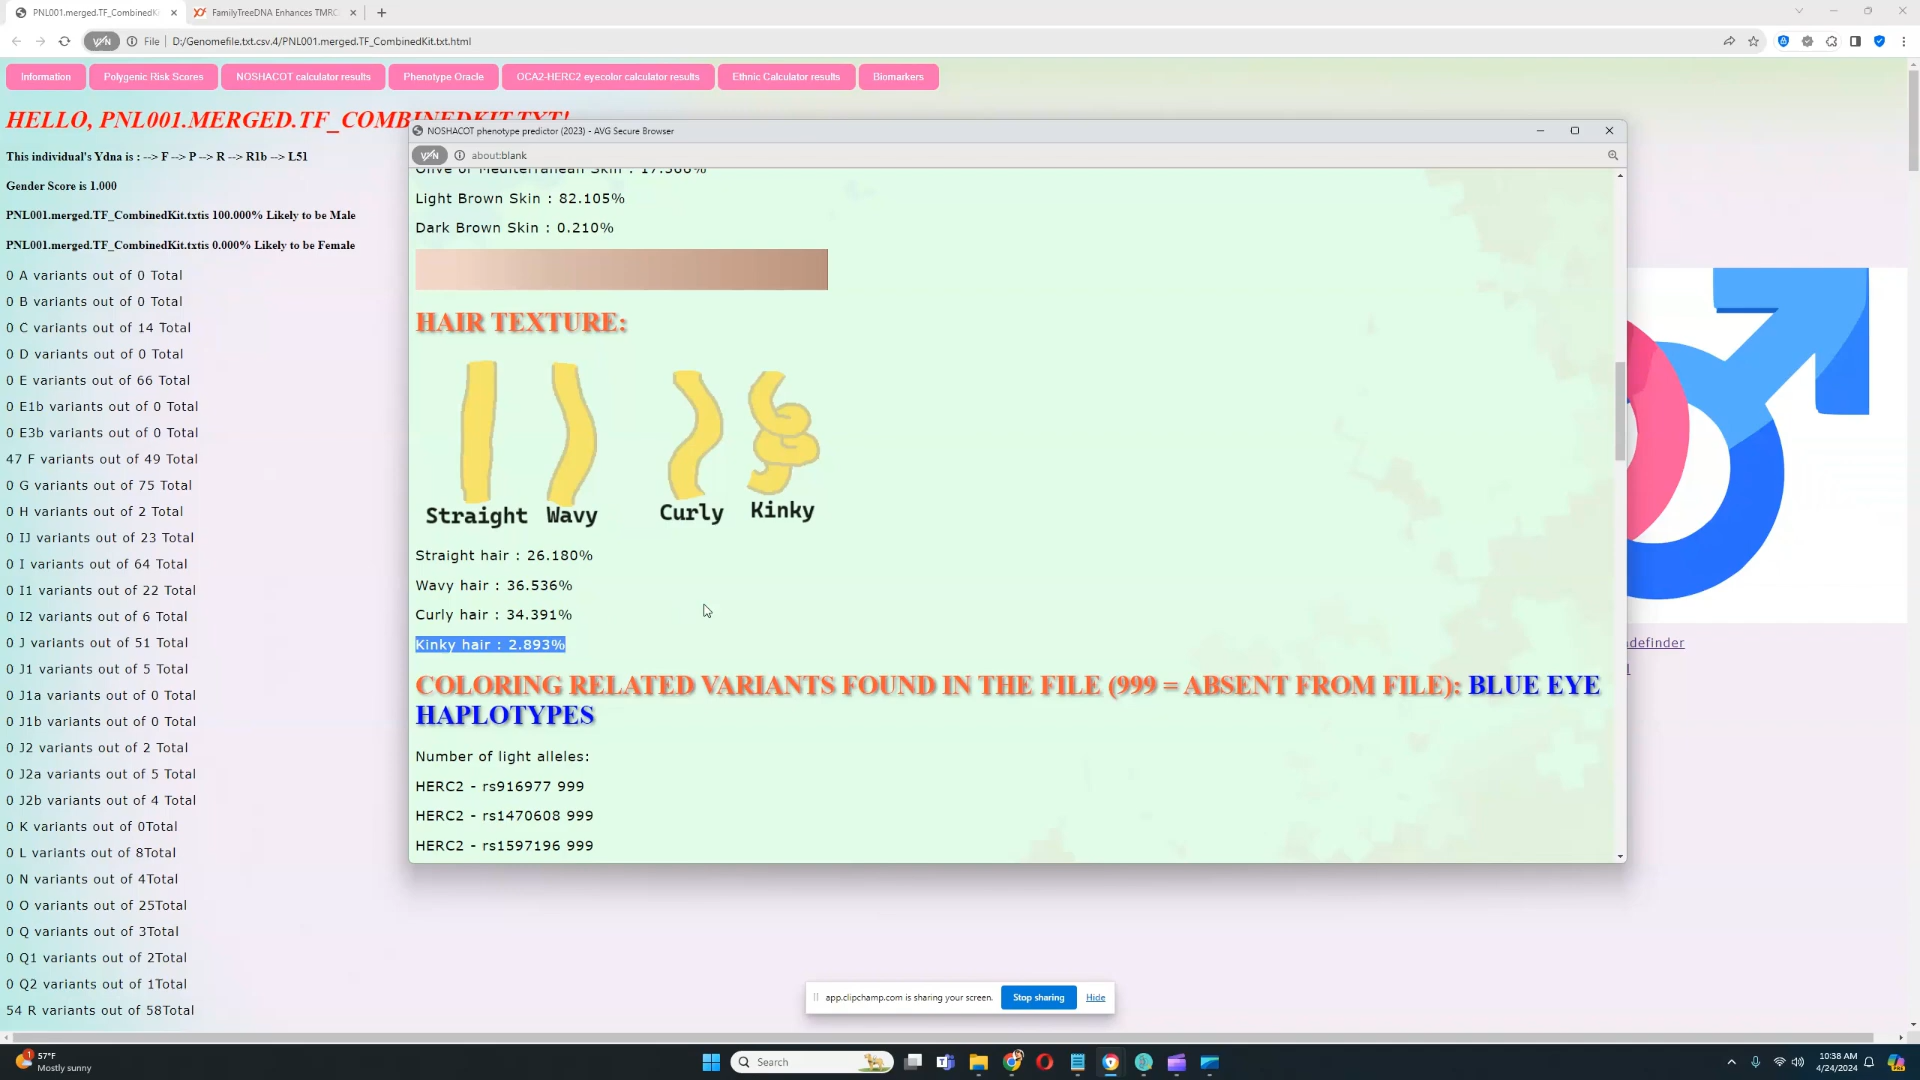 PNL001.merged.TF_CombinedKi
FamilyTreeDNA Enhances TMRC
VPN
File
D:/Genomefile.txt.csv.4/PNL001.merged.TF_CombinedKit.txt.html
Information
Polygenic Risk Scores
NOSHACOT calculator results
Phenotype Oracle
OCA2-HERC2 eyecolor calculator results
Ethnic Calculator results
Biomarkers
HELLO, PNL001.MERGED.TF_COMBINEDKIT.TXT!
This individual's Ydna is : --> F --> P --> R --> R1b --> L51
Gender Score is 1.000
PNL001.merged.TF_CombinedKit.txtis 100.000% Likely to be Male
PNL001.merged.TF_CombinedKit.txtis 0.000% Likely to be Female
0 A variants out of 0 Total
0 B variants out of 0 Total
0 C variants out of 14 Total
0 D variants out of 0 Total
0 E variants out of 66 Total
0 E1b variants out of 0 Total
0 E3b variants out of 0 Total
47 F variants out of 49 Total
0 G variants out of 75 Total
0 H variants out of 2 Total
0 IJ variants out of 23 Total
0 I variants out of 64 Total
0 I1 variants out of 22 Total
0 I2 variants out of 6 Total
0 J variants out of 51 Total
0 J1 variants out of 5 Total
0 J1a variants out of 0 Total
0 J1b variants out of 0 Total
0 J2 variants out of 2 Total
0 J2a variants out of 5 Total
0 J2b variants out of 4 Total
0 K variants out of 0Total
0 L variants out of 8Total
0 N variants out of 4Total
0 O variants out of 25Total
0 Q variants out of 3Total
0 Q1 variants out of 2Total
0 Q2 variants out of 1Total
54 R variants out of 58Total
NOSHACOT phenotype predictor (2023) - AVG Secure Browser
VPN
about:blank
Olive or Mediterranean Skin : 17.566%
Light Brown Skin : 82.105%
Dark Brown Skin : 0.210%
HAIR TEXTURE:
Straight Wavy Curly Kinky
Straight hair : 26.180%
Wavy hair : 36.536%
Curly hair : 34.391%
Kinky hair : 2.893%
COLORING RELATED VARIANTS FOUND IN THE FILE (999 = ABSENT FROM FILE): BLUE EYE
HAPLOTYPES
Number of light alleles:
HERC2 - rs916977 999
HERC2 - rs1470608 999
HERC2 - rs1597196 999
adefinder
app.clipchamp.com is sharing your screen.
Stop sharing
Hide
1
57°F
Mostly sunny
Search
10:38 AM
4/24/2024